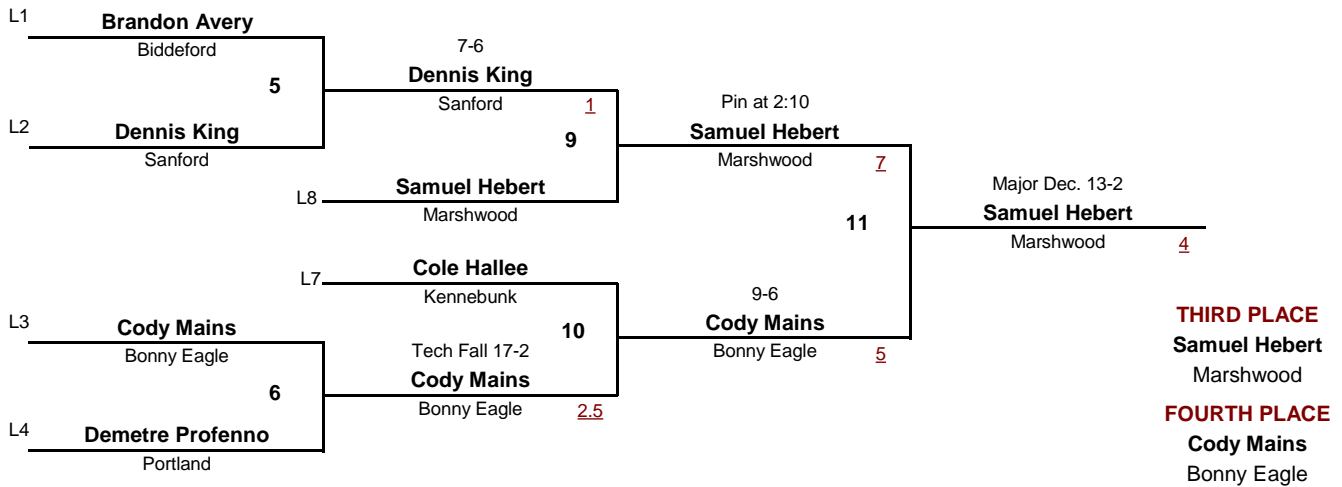 L1
Brandon Avery
Biddeford
5
7-6
Dennis King
Sanford
1
L2
Dennis King
Sanford
9
Pin at 2:10
Samuel Hebert
Marshwood
7
L8
Samuel Hebert
Marshwood
11
Major Dec. 13-2
Samuel Hebert
Marshwood
4
L7
Cole Hallee
Kennebunk
10
9-6
Cody Mains
Bonny Eagle
5
L3
Cody Mains
Bonny Eagle
6
Tech Fall 17-2
Cody Mains
Bonny Eagle
2.5
L4
Demetre Profenno
Portland
THIRD PLACE
Samuel Hebert
Marshwood
FOURTH PLACE
Cody Mains
Bonny Eagle